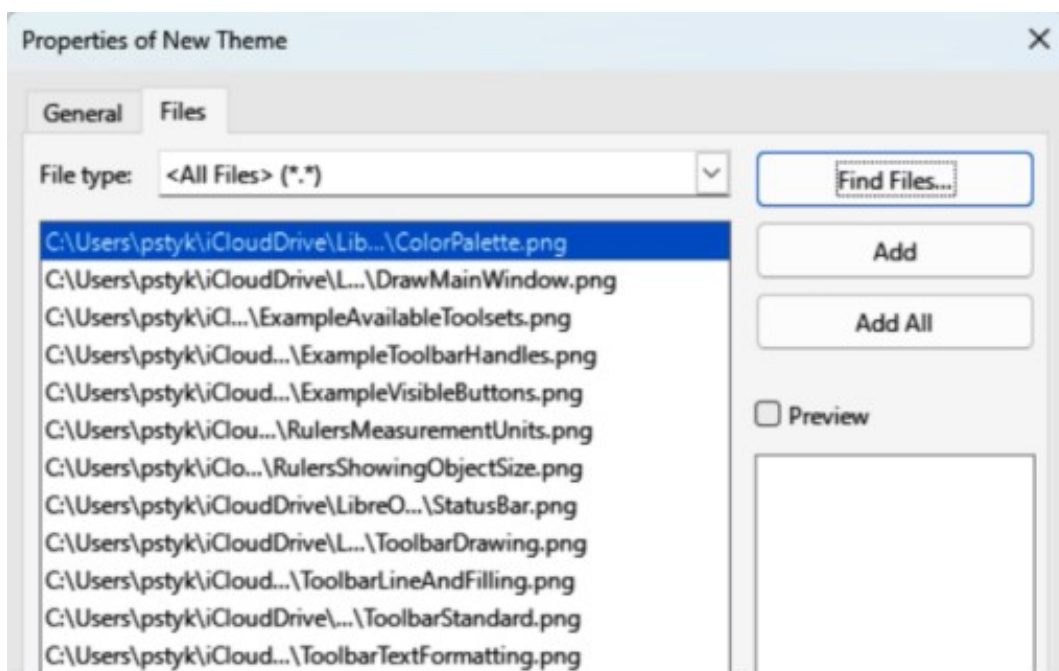 Properties of New Theme
General Files
File type: <All Files> (*.*)
Find Files...
C:\Users\pstyk\iCloudDrive\Lib...\ColorPalette.png
Add
C:\Users\pstyk\iCloudDrive\L...\DrawMainWindow.png
C:\Users\pstyk\iCl...\ExampleAvailableToolsets.png
Add All
C:\Users\pstyk\iCloud...\ExampleToolbarHandles.png
C:\Users\pstyk\iCloud...\ExampleVisibleButtons.png
Preview
C:\Users\pstyk\iClou...\RulersMeasurementUnits.png
C:\Users\pstyk\iClo...\RulersShowingObjectSize.png
C:\Users\pstyk\iCloudDrive\LibreO...\StatusBar.png
C:\Users\pstyk\iCloudDrive\L...\ToolbarDrawing.png
C:\Users\pstyk\iCloud...\ToolbarLineAndFilling.png
C:\Users\pstyk\iCloudDrive\...\ToolbarStandard.png
C:\Users\pstyk\iCloud...\ToolbarTextFormatting.png